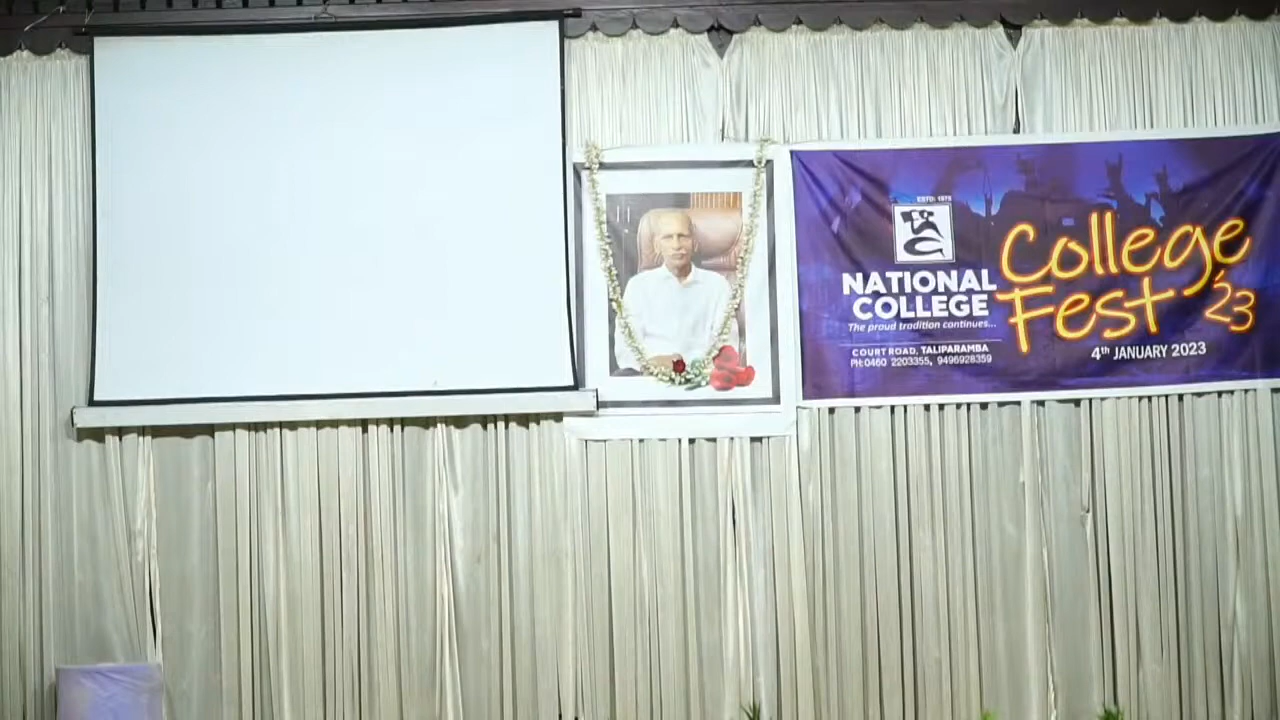 ESTD: 1975
NATIONAL
COLLEGE
The proud tradition continues...
COURT ROAD, TALIPARAMBA
PH:0460 2203355, 9496928359
College
Fest '23
4th JANUARY 2023